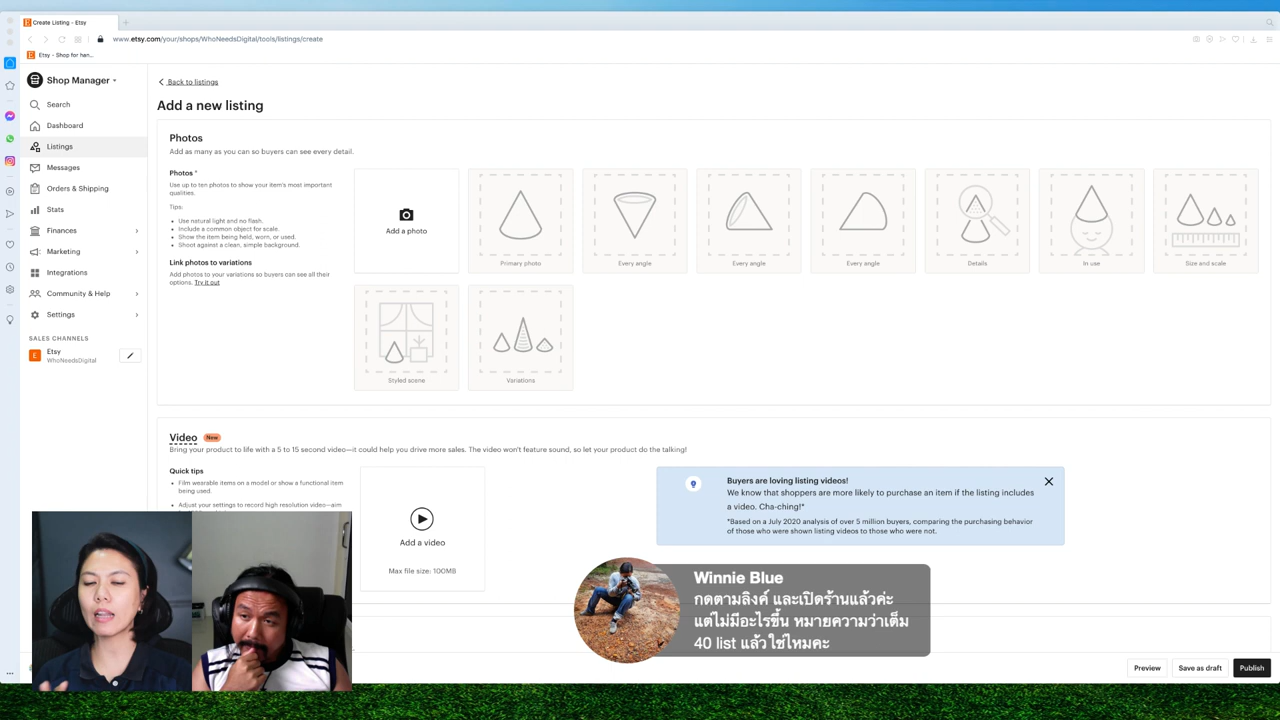 Create Listing - Etsy
www.etsy.com/your/shops/WhoNeedsDigital/tools/listings/create
Etsy - Shop for han...
Shop Manager
Search
Dashboard
Listings
Messages
Orders & Shipping
Stats
Finances
Marketing
Integrations
Community & Help
Settings
SALES CHANNELS
E
Etsy
WhoNeedsDigital
Back to listings
Add a new listing
Photos
Add as many as you can so buyers can see every detail.
Photos *
Use up to ten photos to show your item's most important
qualities.
Tips:
• Use natural light and no flash.
• Include a common object for scale.
• Show the item being held, worn, or used.
• Shoot against a clean, simple background.
Link photos to variations
Add photos to your variations so buyers can see all their
options. Try it out
Add a photo
Primary photo
Every angle
Every angle
Every angle
Details
In use
Size and scale
Styled scene
Variations
Video New
Bring your product to life with a 5 to 15 second video—it could help you drive more sales. The video won't feature sound, so let your product do the talking!
Quick tips
• Film wearable items on a model or show a functional item
being used.
• Adjust your settings to record high resolution video—aim
Add a video
Max file size: 100MB
Buyers are loving listing videos!
We know that shoppers are more likely to purchase an item if the listing includes
a video. Cha-ching!*
*Based on a July 2020 analysis of over 5 million buyers, comparing the purchasing behavior
of those who were shown listing videos to those who were not.
Winnie Blue
กดตามลิงค์ และเปิดร้านแล้วค่ะ
แต่ไม่มีอะไรขึ้น หมายความว่าเต็ม
40 list แล้วใช่ไหมคะ
Preview
Save as draft
Publish